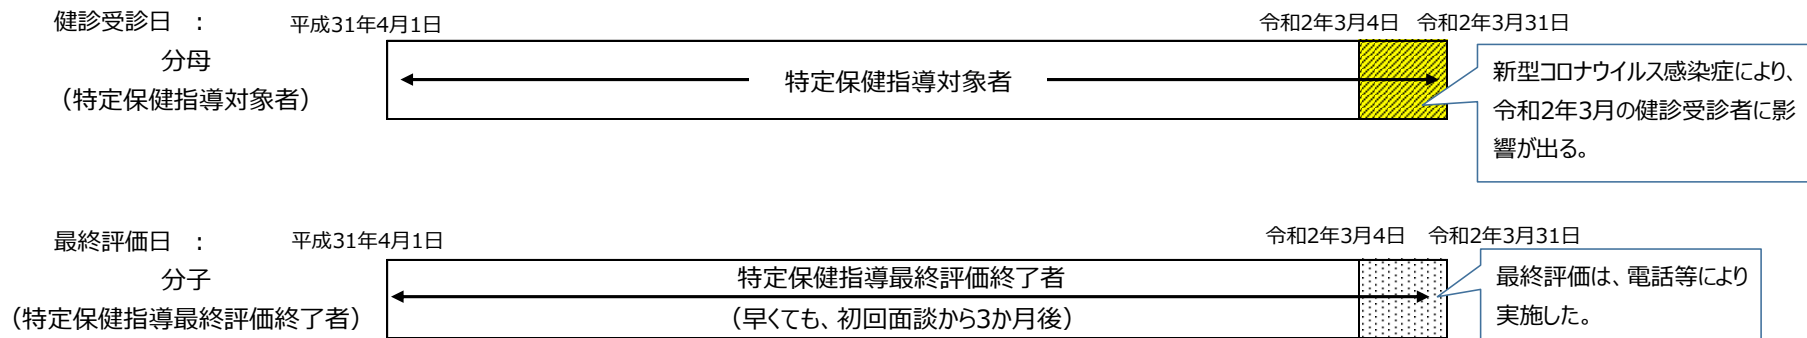 健診受診日 : 平成31年4月1日 令和2年3月4日 令和2年3月31日
分母
（特定保健指導対象者）
特定保健指導対象者
新型コロナウイルス感染症により、
令和2年3月の健診受診者に影
響が出る。
最終評価日 : 平成31年4月1日 令和2年3月4日 令和2年3月31日
分子
（特定保健指導最終評価終了者）
特定保健指導最終評価終了者
（早くても、初回面談から3か月後）
最終評価は、電話等により
実施した。